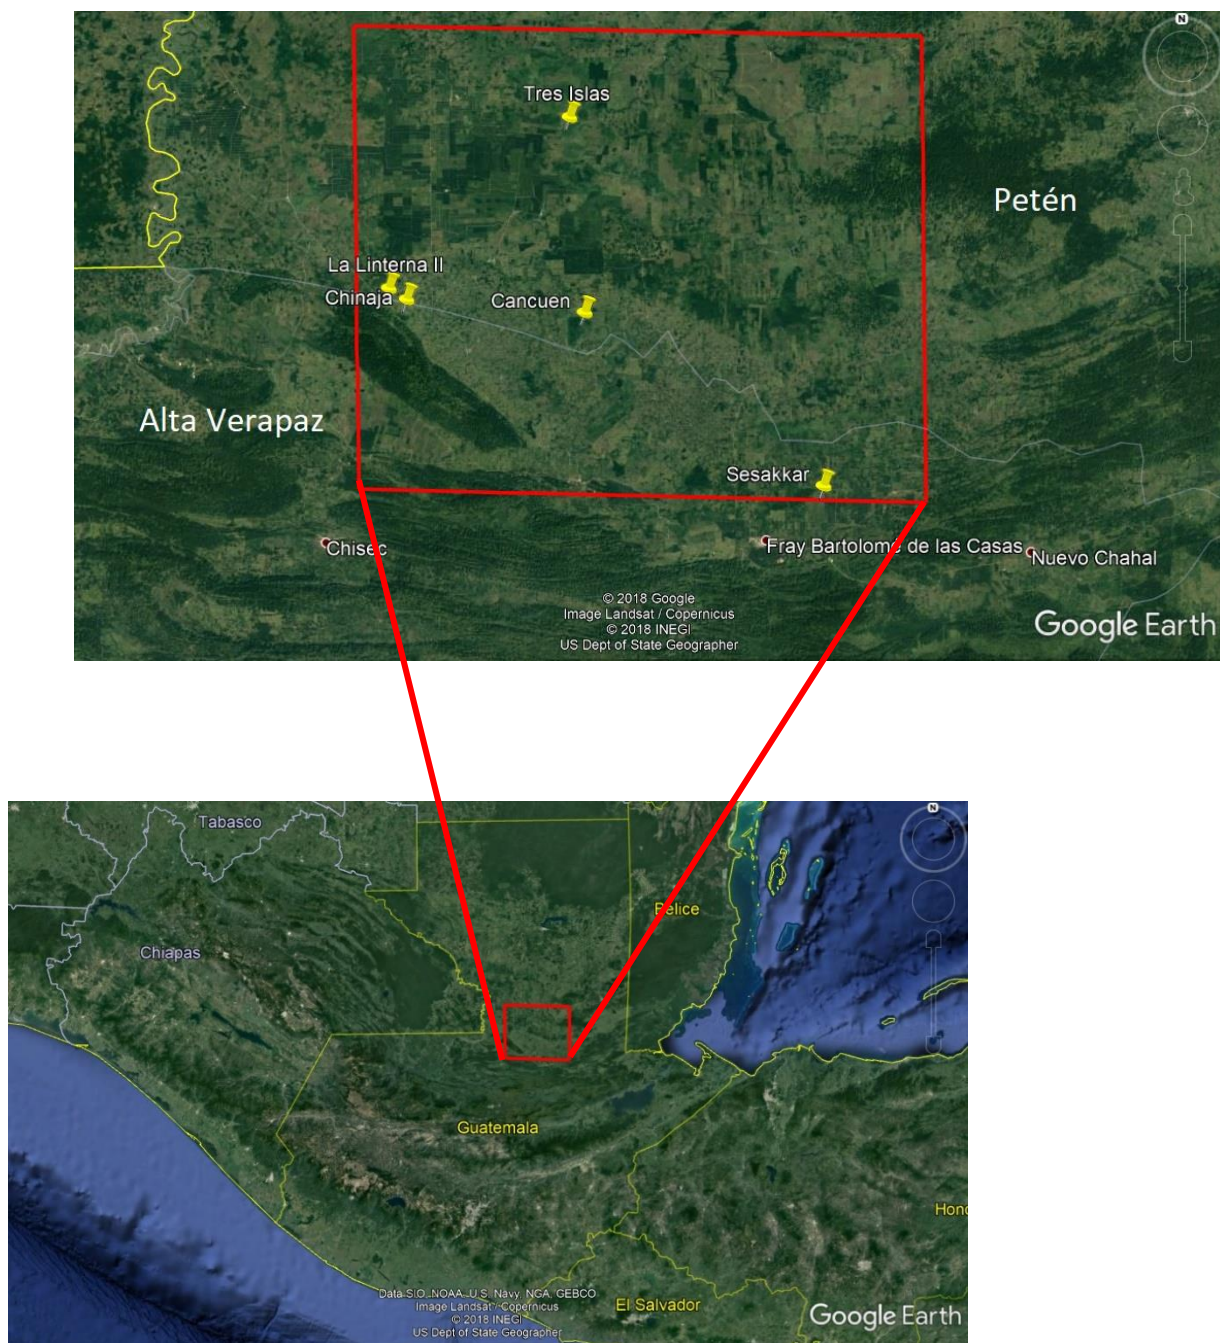 N
Tres Islas
Petén
La Linterna II
Chinaja
Cancuen
Alta Verapaz
Sesakkar
Chisec
Fray Bartolomé de las Casas
Nuevo Chahal
© 2018 Google
Image Landsat / Copernicus
© 2018 INEGI
US Dept of State Geographer
Google Earth
N
Tabasco
Belice
Chiapas
Guatemala
Hond
El Salvador
Data SIO, NOAA, U.S. Navy, NGA, GEBCO
Image Landsat / Copernicus
© 2018 INEGI
US Dept of State Geographer
Google Earth